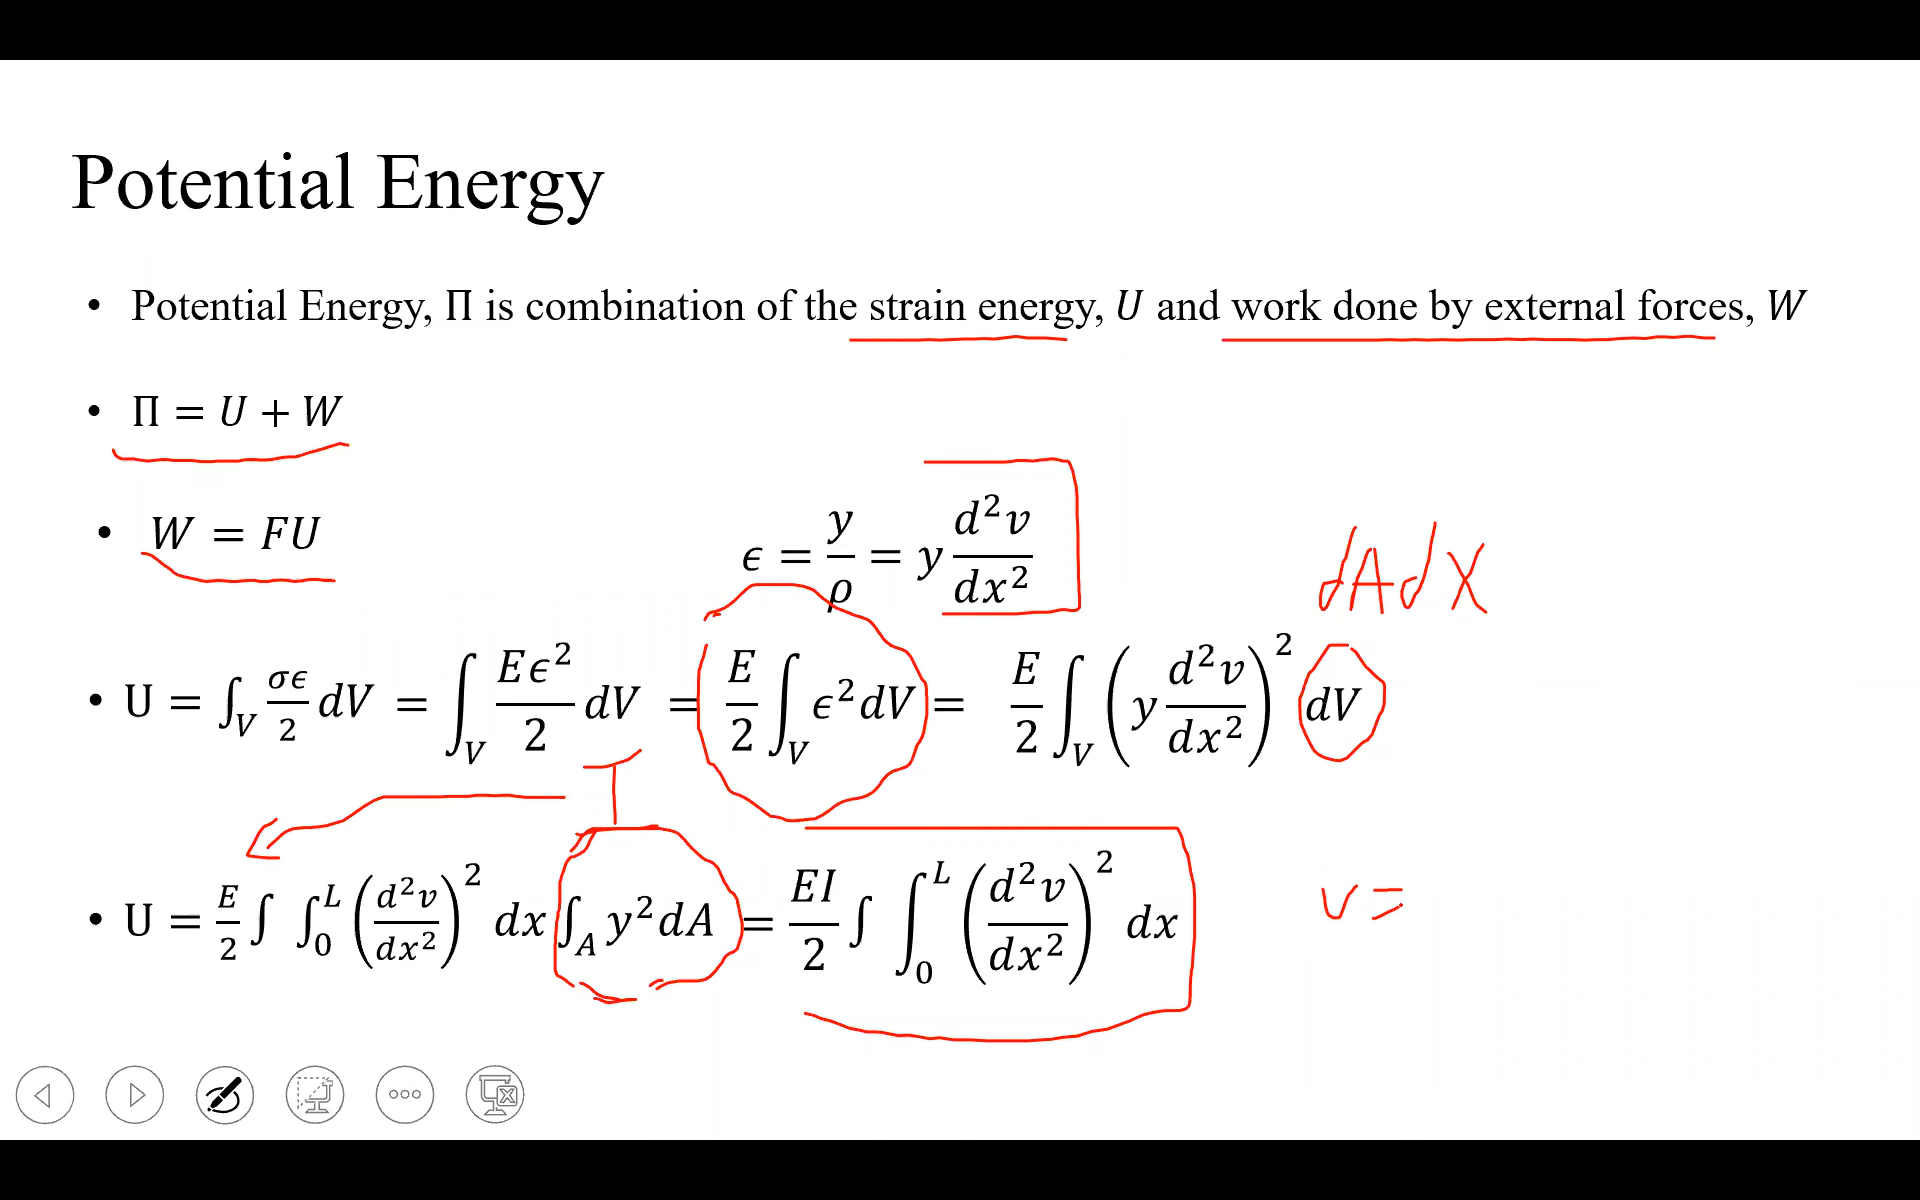 Potential Energy
• Potential Energy, Π is combination of the strain energy, U and work done by external forces, W
• Π = U + W
• W = FU
ϵ = y/ρ = y d²v/dx²
dAdx
• U = ∫_V σϵ/2 dV = ∫_V Eϵ²/2 dV = E/2 ∫_V ϵ² dV = E/2 ∫_V (y d²v/dx²)² dV
I
• U = E/2 ∫ ∫₀ᴸ (d²v/dx²)² dx ∫_A y² dA = EI/2 ∫ ∫₀ᴸ (d²v/dx²)² dx
v =